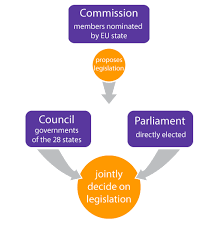 Commission
members nominated
by EU state
proposes
legislation
Council
governments
of the 28 states
Parliament
directly elected
jointly
decide on
legislation